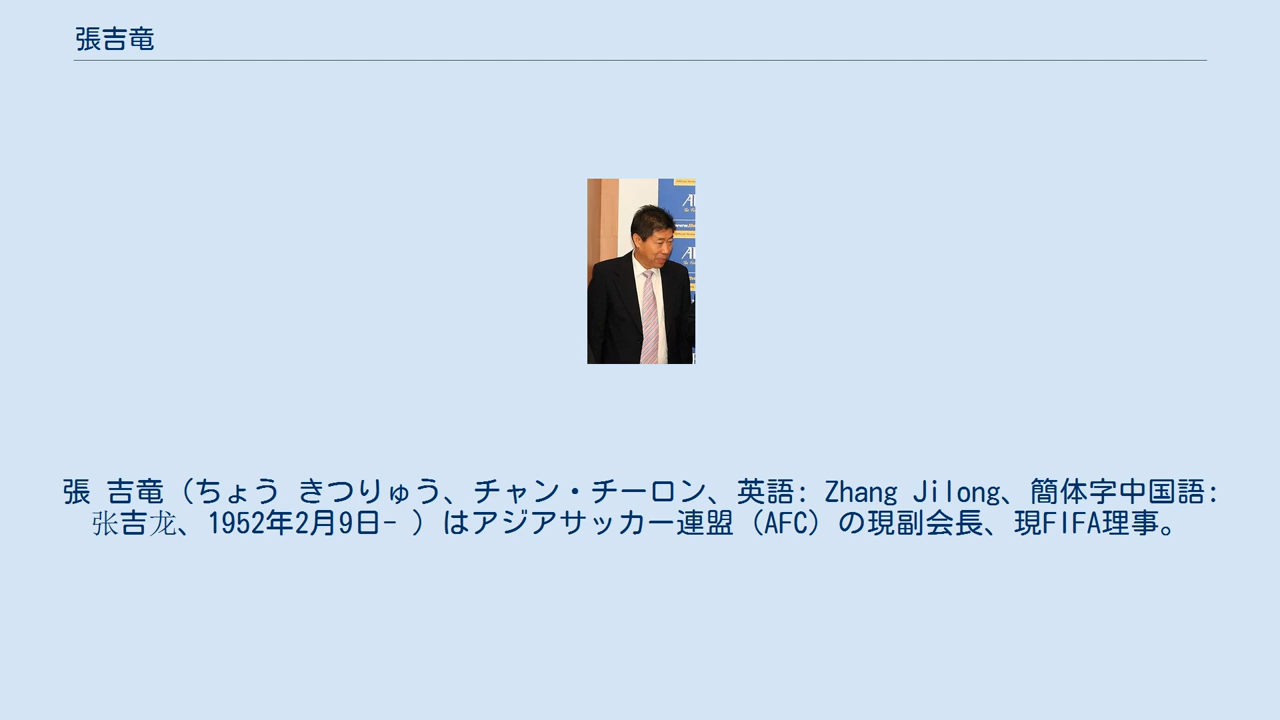 張吉竜
張 吉竜（ちょう きつりゅう、チャン・チーロン、英語: Zhang Jilong、簡体字中国語:
张吉龙、1952年2月9日- ）はアジアサッカー連盟（AFC）の現副会長、現FIFA理事。